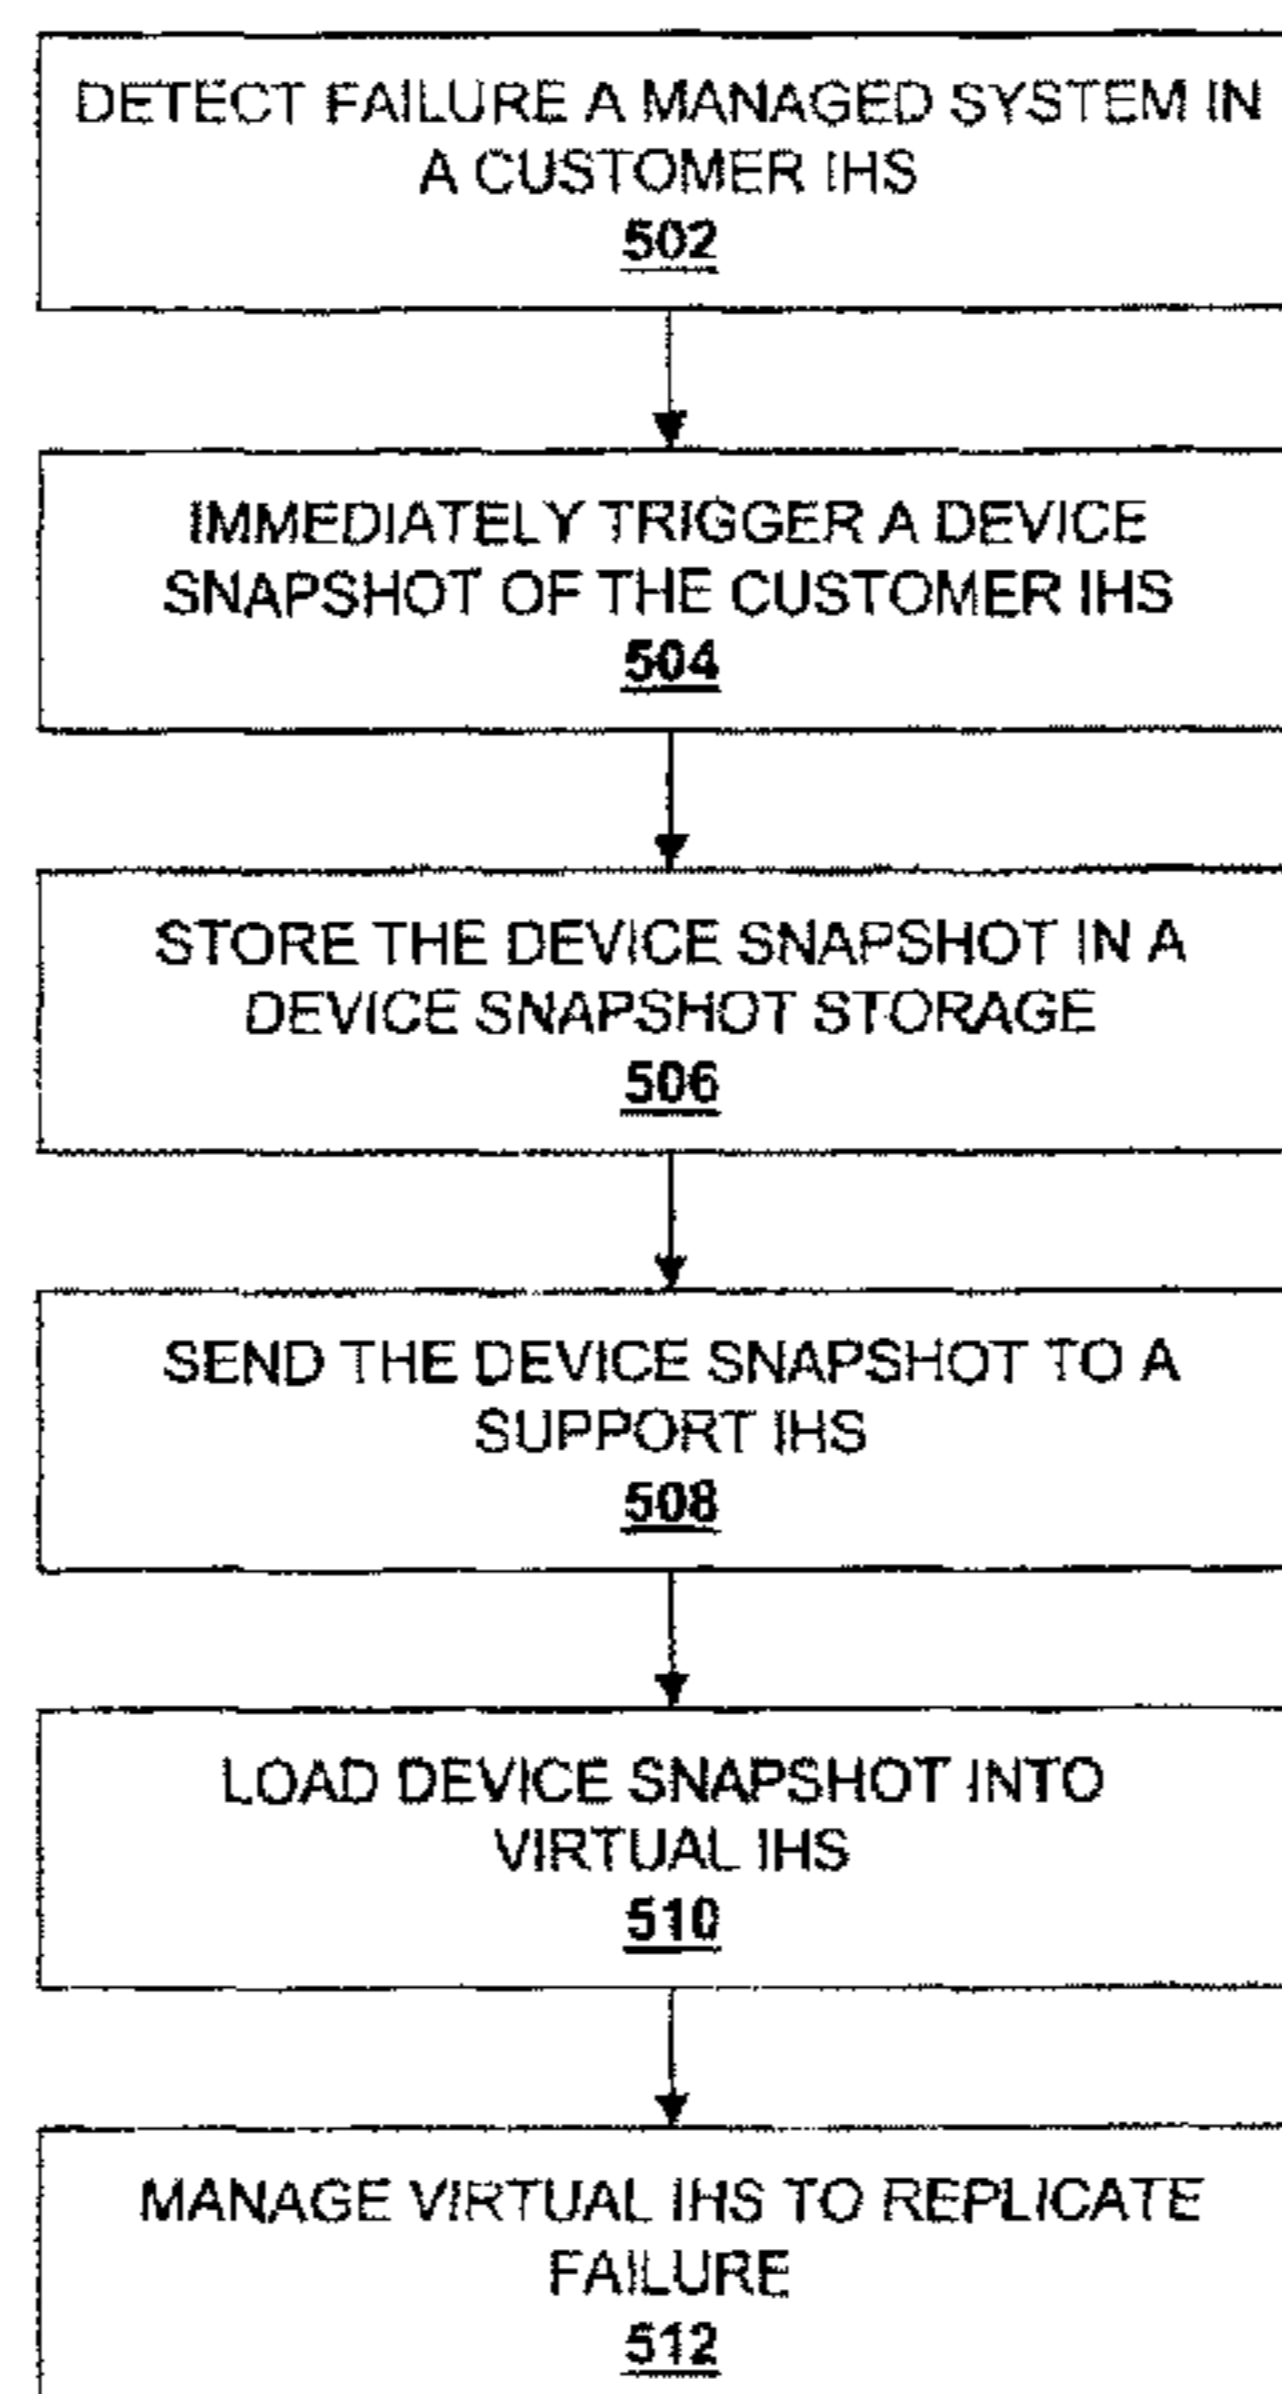 DETECT FAILURE A MANAGED SYSTEM IN
A CUSTOMER IHS
502
IMMEDIATELY TRIGGER A DEVICE
SNAPSHOT OF THE CUSTOMER IHS
504
STORE THE DEVICE SNAPSHOT IN A
DEVICE SNAPSHOT STORAGE
506
SEND THE DEVICE SNAPSHOT TO A
SUPPORT IHS
508
LOAD DEVICE SNAPSHOT INTO
VIRTUAL IHS
510
MANAGE VIRTUAL IHS TO REPLICATE
FAILURE
512